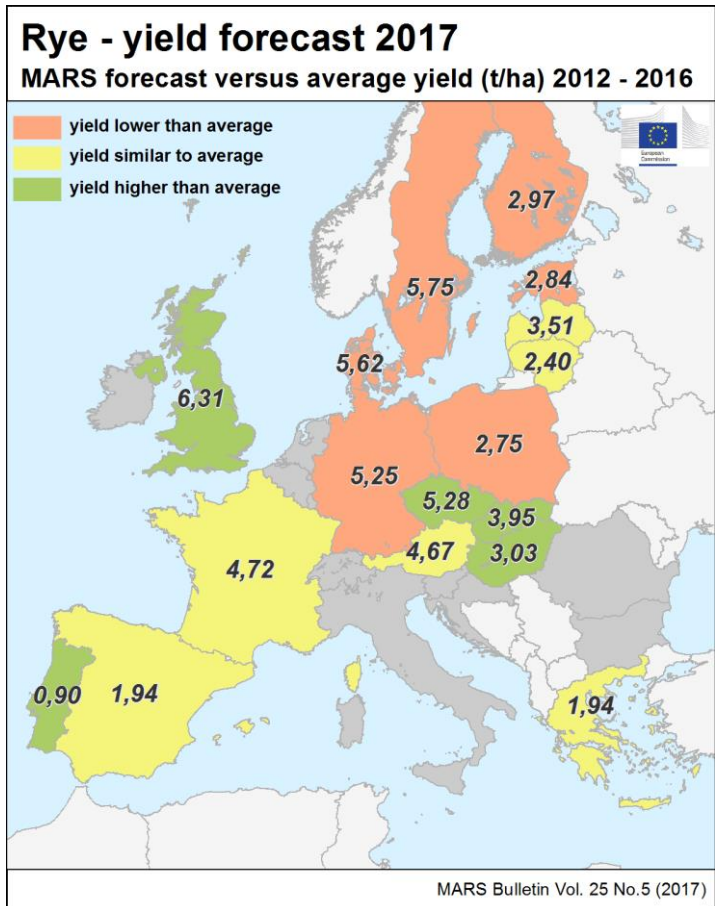 Rye - yield forecast 2017
MARS forecast versus average yield (t/ha) 2012 - 2016
yield lower than average
yield similar to average
yield higher than average
European
Commission
2,97
5,75
2,84
3,51
5,62
2,40
6,31
2,75
5,25
5,28
3,95
4,67
3,03
4,72
0,90
1,94
1,94
MARS Bulletin Vol. 25 No.5 (2017)